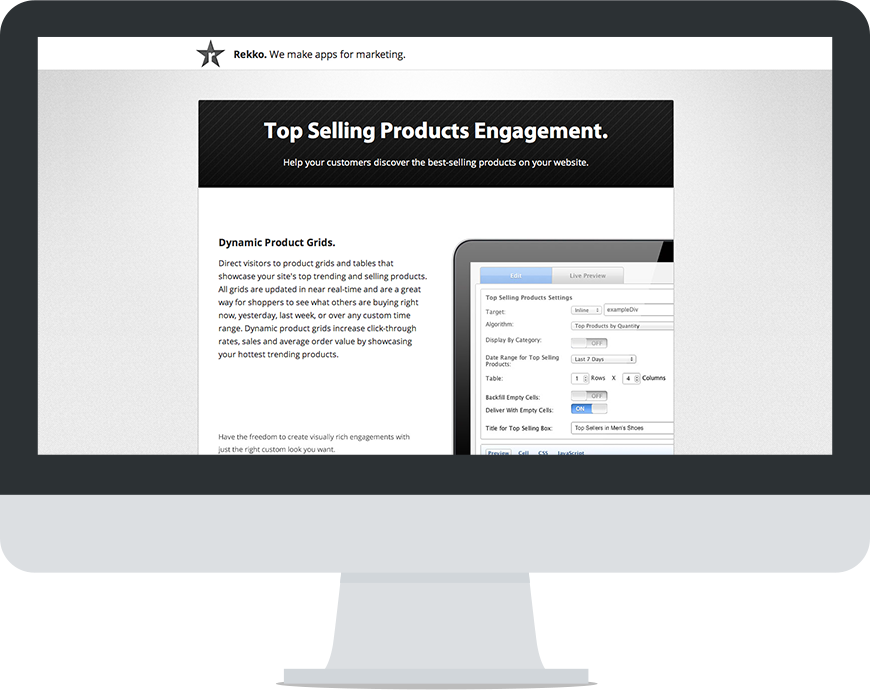 r Rekko. We make apps for marketing.
Top Selling Products Engagement.
Help your customers discover the best-selling products on your website.
Dynamic Product Grids.
Direct visitors to product grids and tables that
showcase your site's top trending and selling products.
All grids are updated in near real-time and are a great
way for shoppers to see what others are buying right
now, yesterday, last week, or over any custom time
range. Dynamic product grids increase click-through
rates, sales and average order value by showcasing
your hottest trending products.
Have the freedom to create visually rich engagements with
just the right custom look you want.
Edit Live Preview
Top Selling Products Settings
Target: Inline exampleDiv
Algorithm: Top Products by Quantity
Display By Category: OFF
Date Range for Top Selling
Products: Last 7 Days
Table: 1 Rows X 4 Columns
Backfill Empty Cells: OFF
Deliver With Empty Cells: ON
Title for Top Selling Box: Top Sellers in Men's Shoes
Preview Cell CSS JavaScript